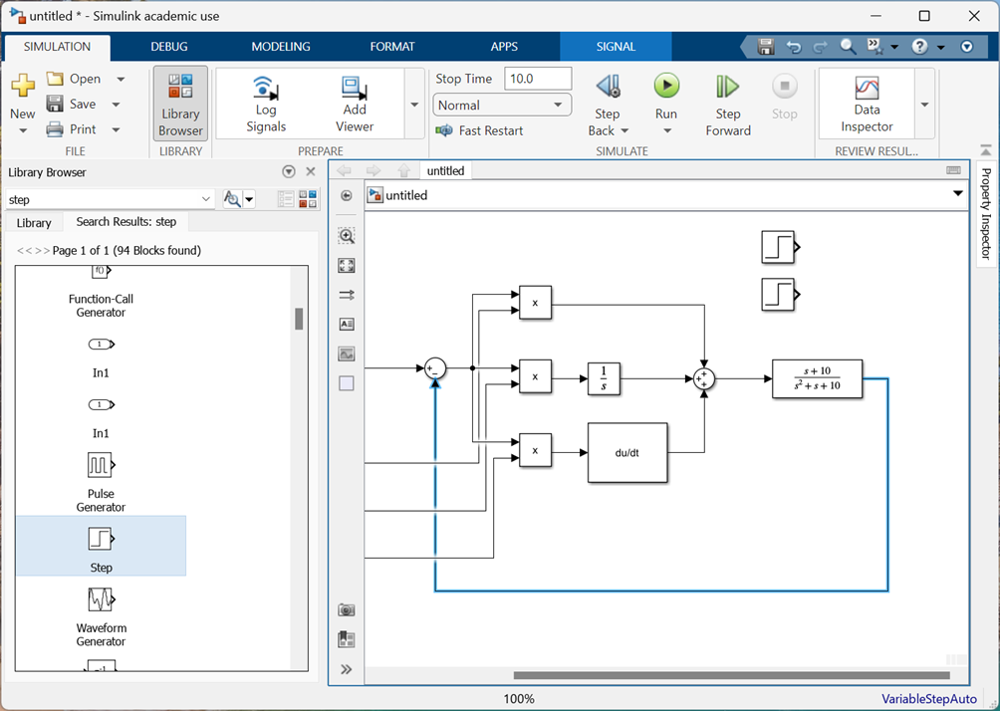 untitled * - Simulink academic use
SIMULATION DEBUG MODELING FORMAT APPS SIGNAL
New
Open
Save
Print
FILE
Library
Browser
LIBRARY
Log
Signals
Add
Viewer
PREPARE
Stop Time 10.0
Normal
Fast Restart
Step
Back
Run
Step
Forward
Stop
SIMULATE
Data
Inspector
REVIEW RESUL...
Library Browser
step
Library Search Results: step
<< >> Page 1 of 1 (94 Blocks found)
f()
Function-Call
Generator
1
In1
1
In1
Pulse
Generator
Step
Waveform
Generator
untitled
untitled
x
x
1
s
x
du/dt
s + 10
s² + s + 10
Property Inspector
100%
VariableStepAuto